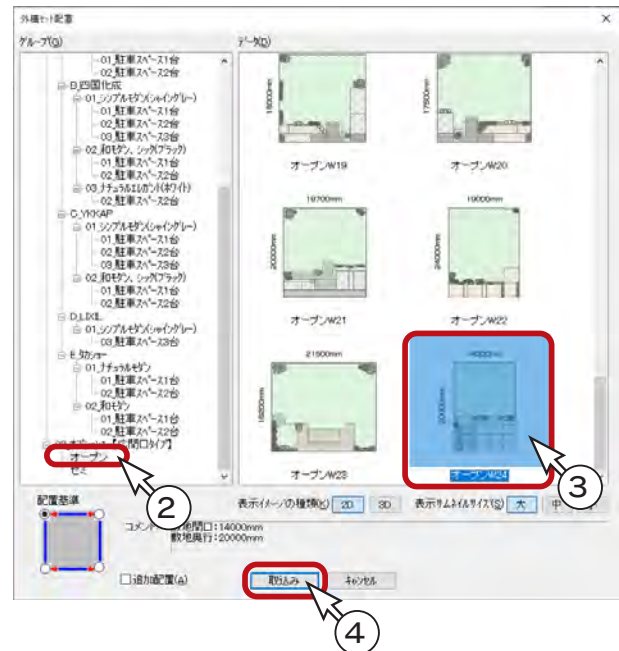 外構セット配置
グループ(G)
データ(D)
01_駐車スペース1台
02_駐車スペース2台
B_四国化成
01_シンプルモダン(シャイングレー)
01_駐車スペース1台
02_駐車スペース2台
03_駐車スペース3台
02_和モダン、シック(ブラック)
01_駐車スペース1台
02_駐車スペース2台
03_ナチュラルエレガント(ホワイト)
02_駐車スペース2台
C_YKKAP
01_シンプルモダン(シャイングレー)
01_駐車スペース1台
02_駐車スペース2台
03_駐車スペース3台
02_和モダン、シック(ブラック)
01_駐車スペース1台
02_駐車スペース2台
D_LIXIL
01_シンプルモダン(シャイングレー)
03_駐車スペース3台
E_タカショー
01_ナチュラルモダン
01_駐車スペース1台
02_駐車スペース2台
02_和モダン
01_駐車スペース1台
02_駐車スペース2台
オープン
セミ
オープンW19
オープンW20
18700mm
20000mm
オープンW21
19000mm
24000mm
オープンW22
21500mm
オープンW23
14000mm
20000mm
オープンW24
②
③
配置基準
表示イメージの種類(K) 2D 3D
表示サムネイルサイズ(S) 大 中
コメント
敷地間口:14000mm
敷地奥行:20000mm
追加配置(A)
取込み
キャンセル
④